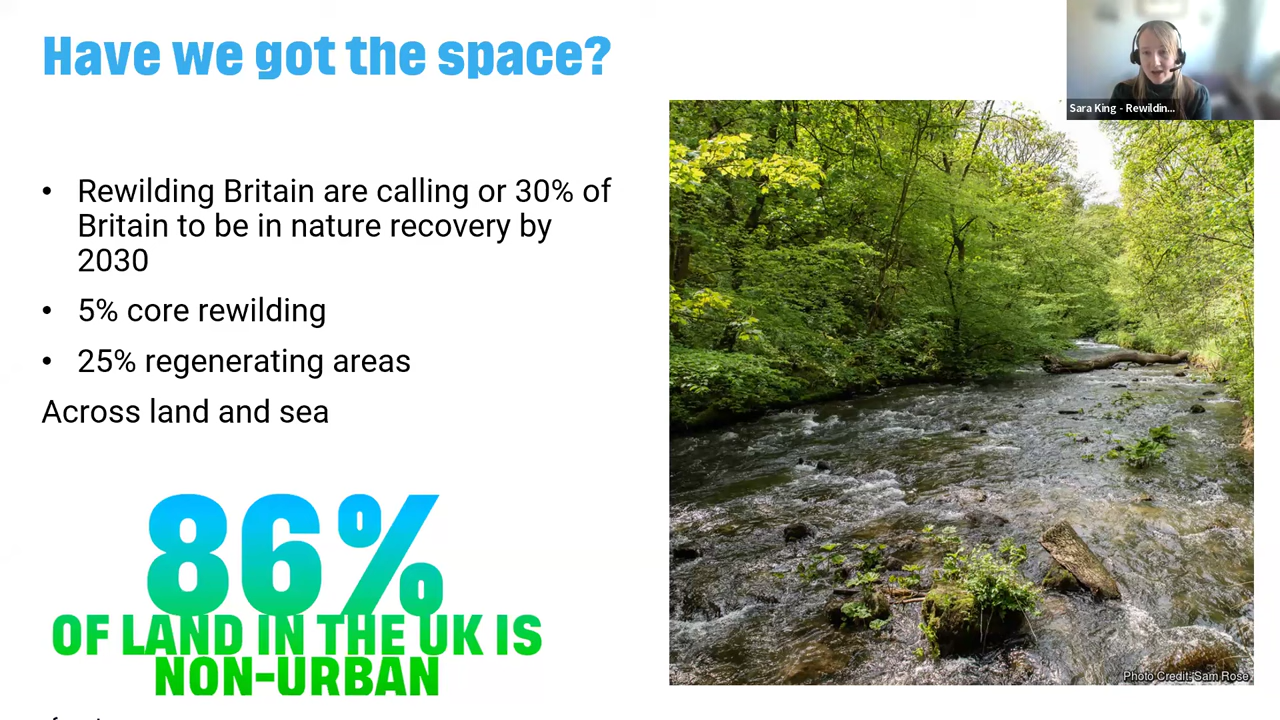 Have we got the space?
Sara King - Rewildin...
• Rewilding Britain are calling or 30% of
Britain to be in nature recovery by
2030
• 5% core rewilding
• 25% regenerating areas
Across land and sea
86%
OF LAND IN THE UK IS
NON-URBAN
Photo Credit: Sam Rose